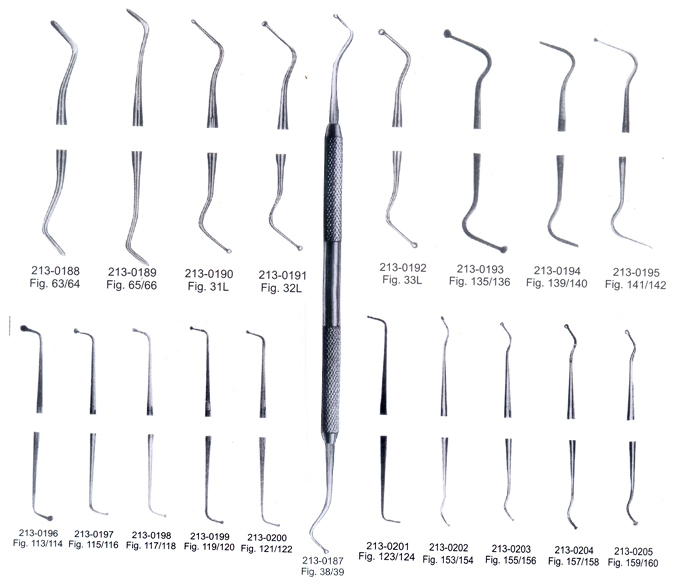 213-0188
Fig. 63/64
213-0189
Fig. 65/66
213-0190
Fig. 31L
213-0191
Fig. 32L
213-0192
Fig. 33L
213-0193
Fig. 135/136
213-0194
Fig. 139/140
213-0195
Fig. 141/142
213-0196
Fig. 113/114
213-0197
Fig. 115/116
213-0198
Fig. 117/118
213-0199
Fig. 119/120
213-0200
Fig. 121/122
213-0187
Fig. 38/39
213-0201
Fig. 123/124
213-0202
Fig. 153/154
213-0203
Fig. 155/156
213-0204
Fig. 157/158
213-0205
Fig. 159/160